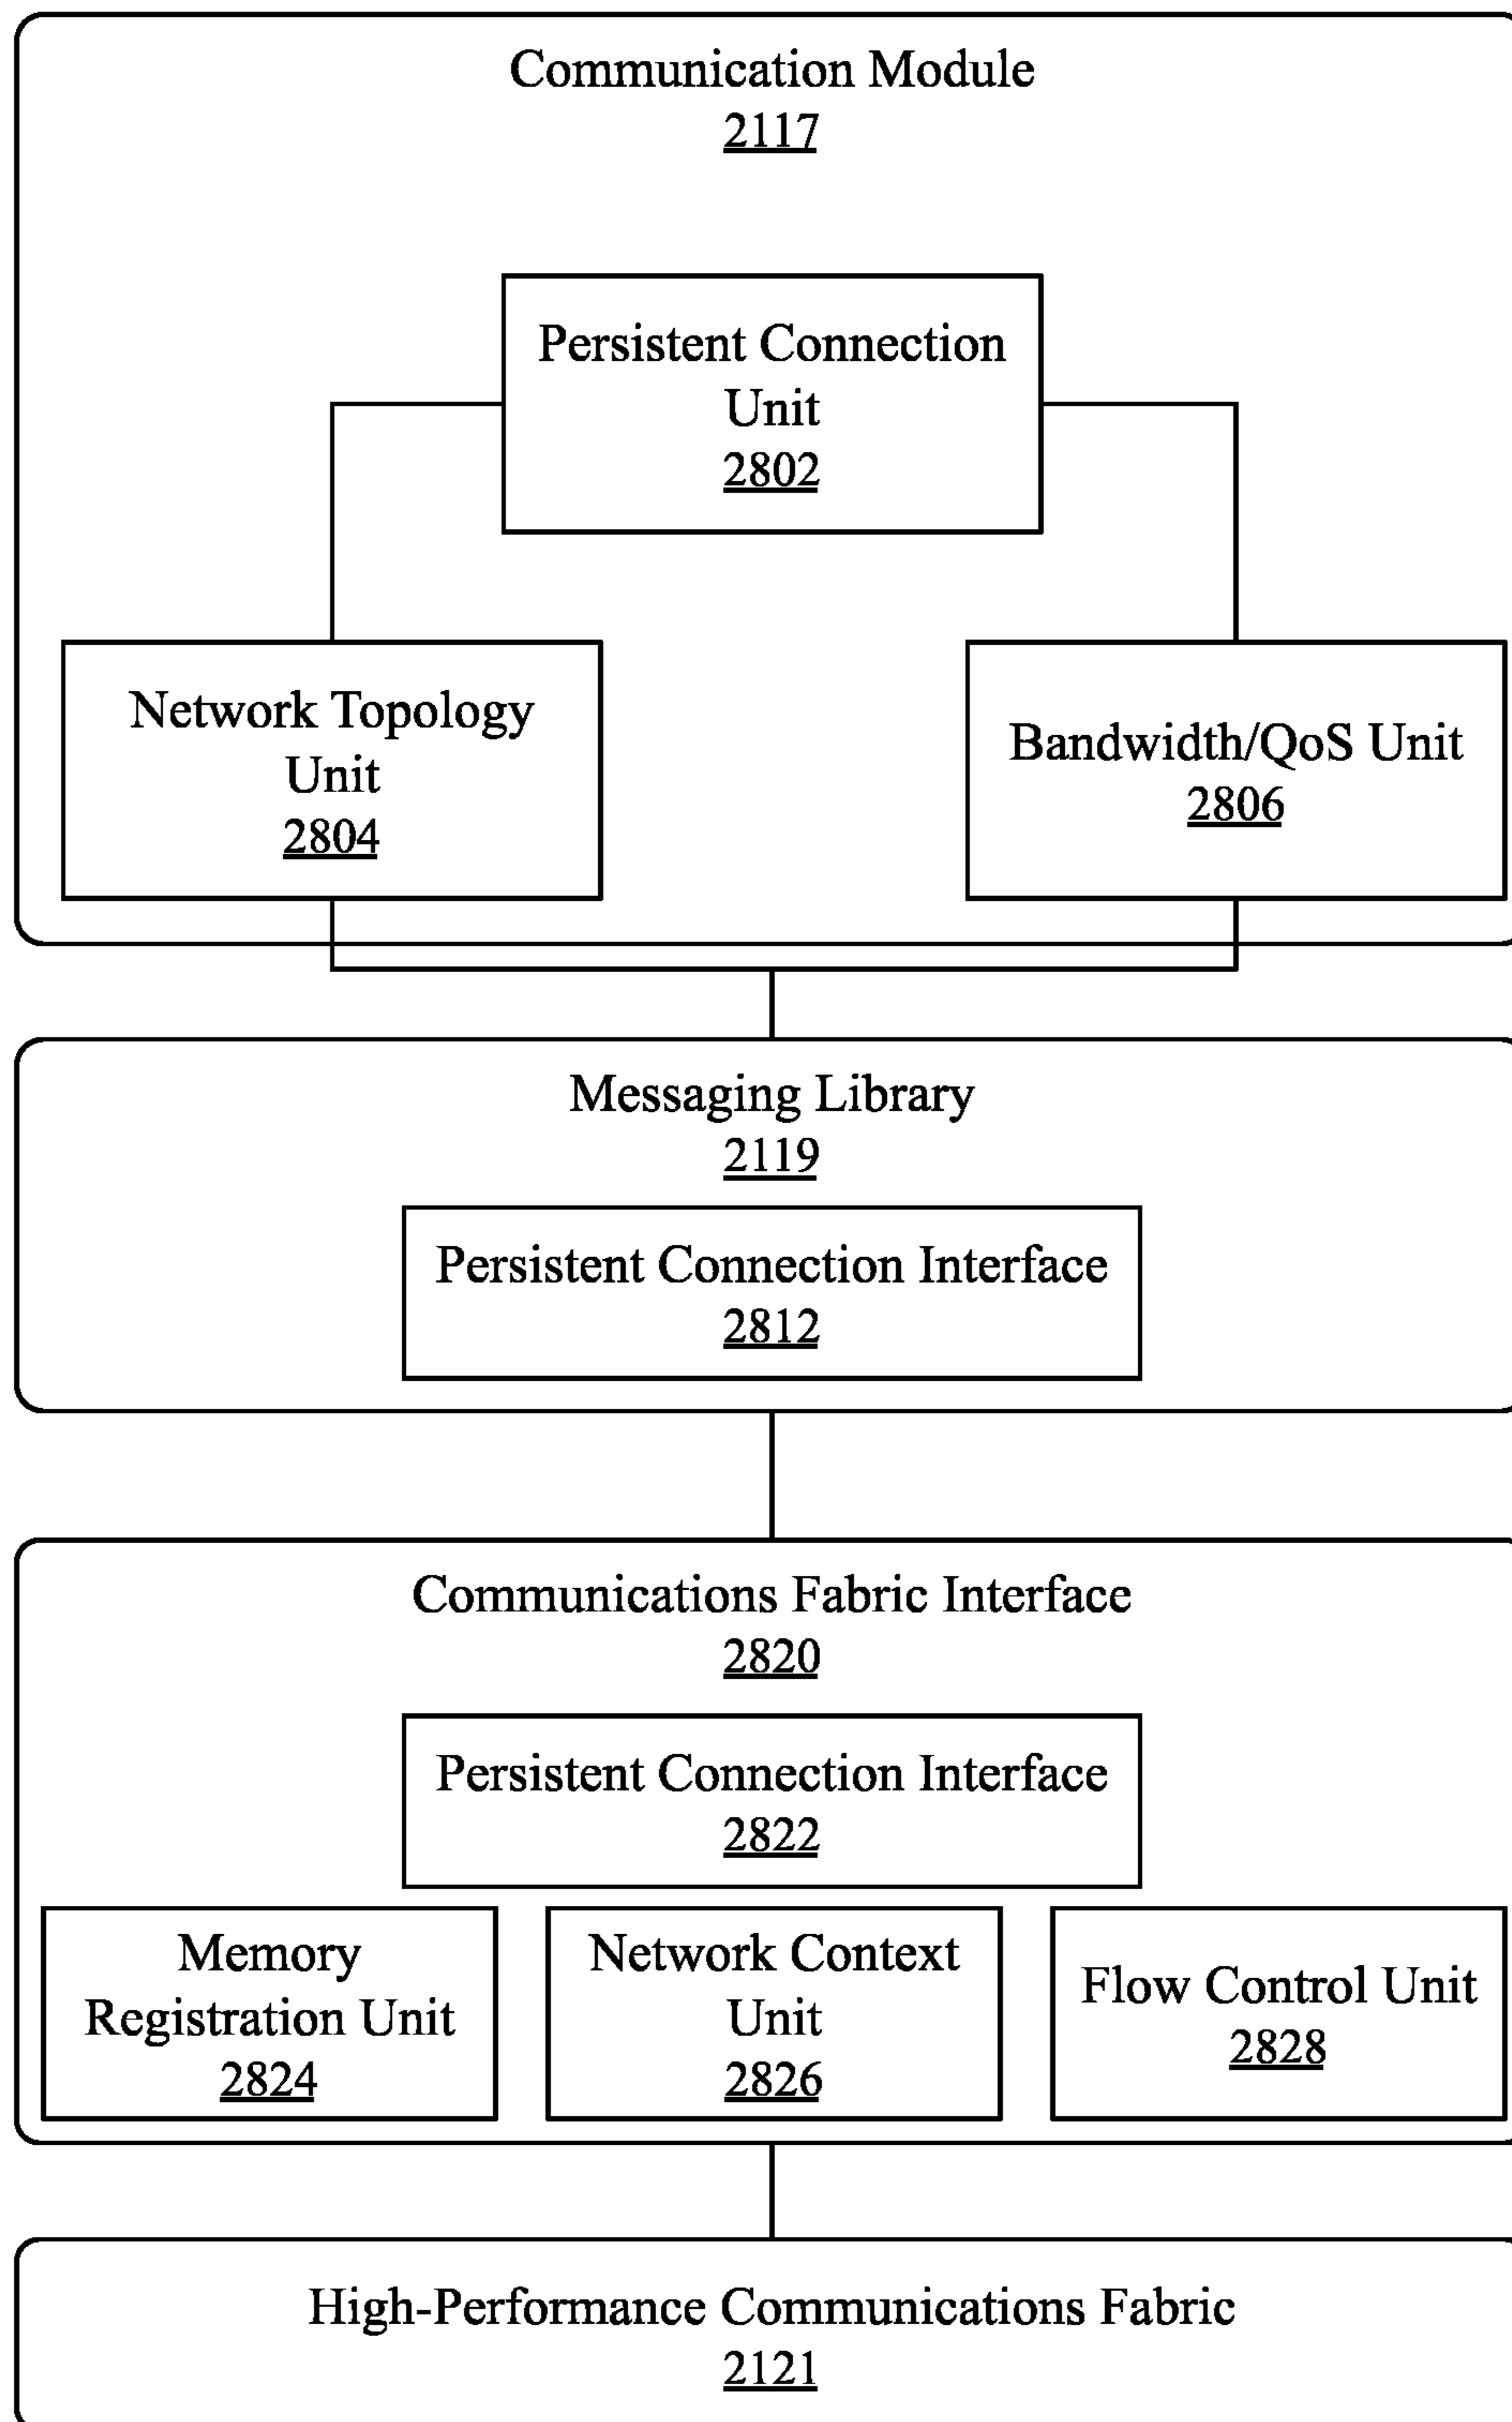 Communication Module
2117
Persistent Connection
Unit
2802
Network Topology
Unit
2804
Bandwidth/QoS Unit
2806
Messaging Library
2119
Persistent Connection Interface
2812
Communications Fabric Interface
2820
Persistent Connection Interface
2822
Memory
Registration Unit
2824
Network Context
Unit
2826
Flow Control Unit
2828
High-Performance Communications Fabric
2121